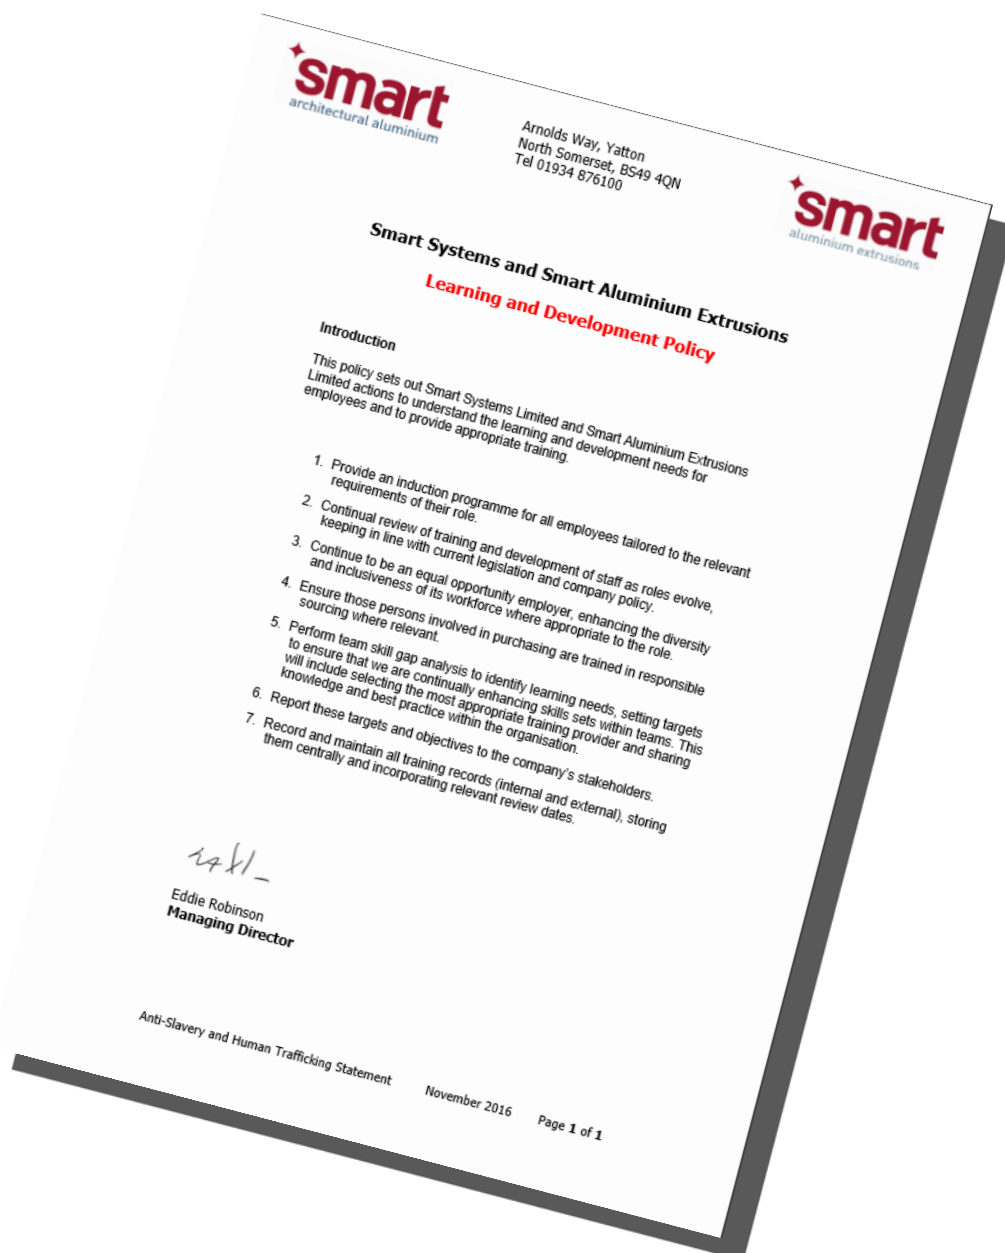 smart
architectural aluminium
Arnolds Way, Yatton
North Somerset, BS49 4QN
Tel 01934 876100
smart
aluminium extrusions
Smart Systems and Smart Aluminium Extrusions
Learning and Development Policy
Introduction
This policy sets out Smart Systems Limited and Smart Aluminium Extrusions
Limited actions to understand the learning and development needs for
employees and to provide appropriate training.
1. Provide an induction programme for all employees tailored to the relevant
requirements of their role.
2. Continual review of training and development of staff as roles evolve,
keeping in line with current legislation and company policy.
3. Continue to be an equal opportunity employer, enhancing the diversity
and inclusiveness of its workforce where appropriate to the role.
4. Ensure those persons involved in purchasing are trained in responsible
sourcing where relevant.
5. Perform team skill gap analysis to identify learning needs, setting targets
to ensure that we are continually enhancing skills sets within teams. This
will include selecting the most appropriate training provider and sharing
knowledge and best practice within the organisation.
6. Report these targets and objectives to the company's stakeholders.
7. Record and maintain all training records (internal and external), storing
them centrally and incorporating relevant review dates.
Eddie Robinson
Managing Director
Anti-Slavery and Human Trafficking Statement November 2016 Page 1 of 1